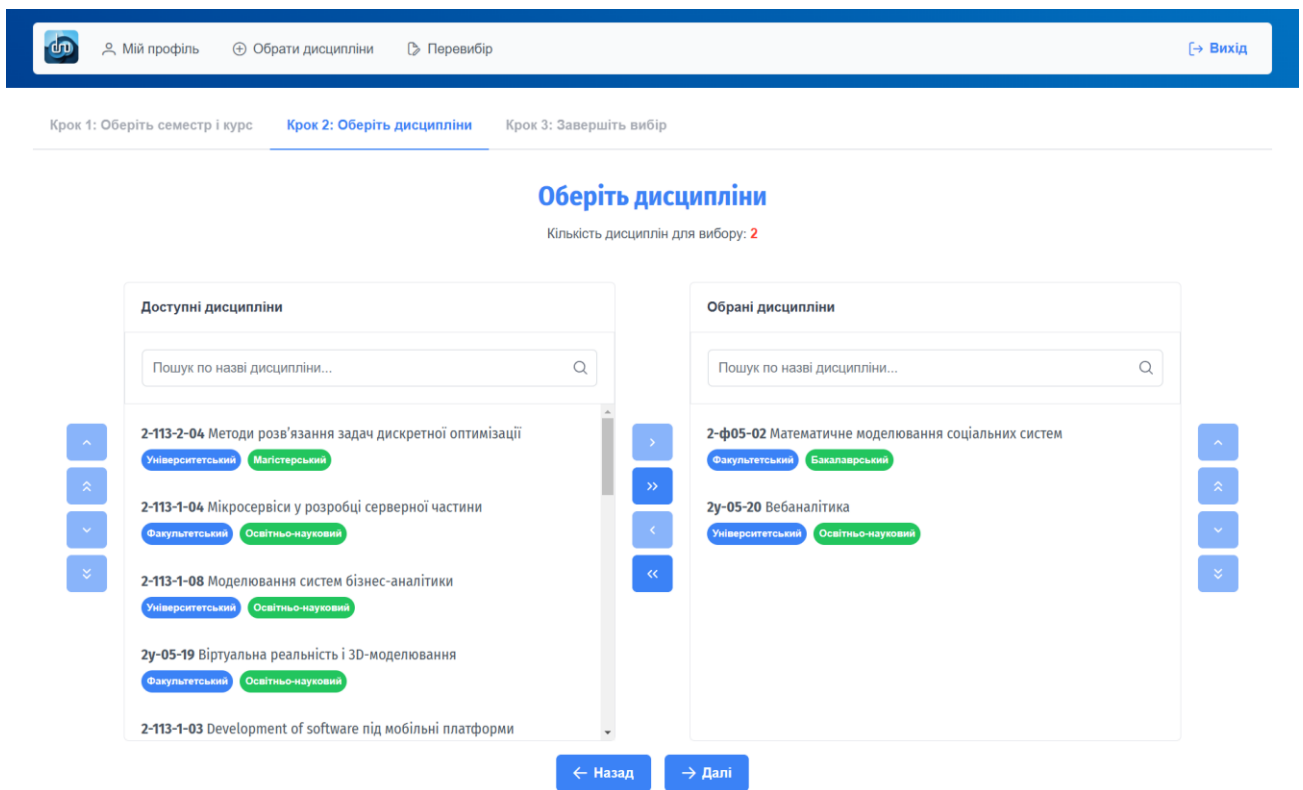 Мій профіль Обрати дисципліни Перевибір Вихід
Крок 1: Оберіть семестр і курс Крок 2: Оберіть дисципліни Крок 3: Завершіть вибір
Оберіть дисципліни
Кількість дисциплін для вибору: 2
Доступні дисципліни
Пошук по назві дисципліни...
2-113-2-04 Методи розв’язання задач дискретної оптимізації
Університетський Магістерський
2-113-1-04 Мікросервіси у розробці серверної частини
Факультетський Освітньо-науковий
2-113-1-08 Моделювання систем бізнес-аналітики
Університетський Освітньо-науковий
2у-05-19 Віртуальна реальність і 3D-моделювання
Факультетський Освітньо-науковий
2-113-1-03 Development of software під мобільні платформи
Обрані дисципліни
Пошук по назві дисципліни...
2-ф05-02 Математичне моделювання соціальних систем
Факультетський Бакалаврський
2у-05-20 Вебаналітика
Університетський Освітньо-науковий
Назад Далі